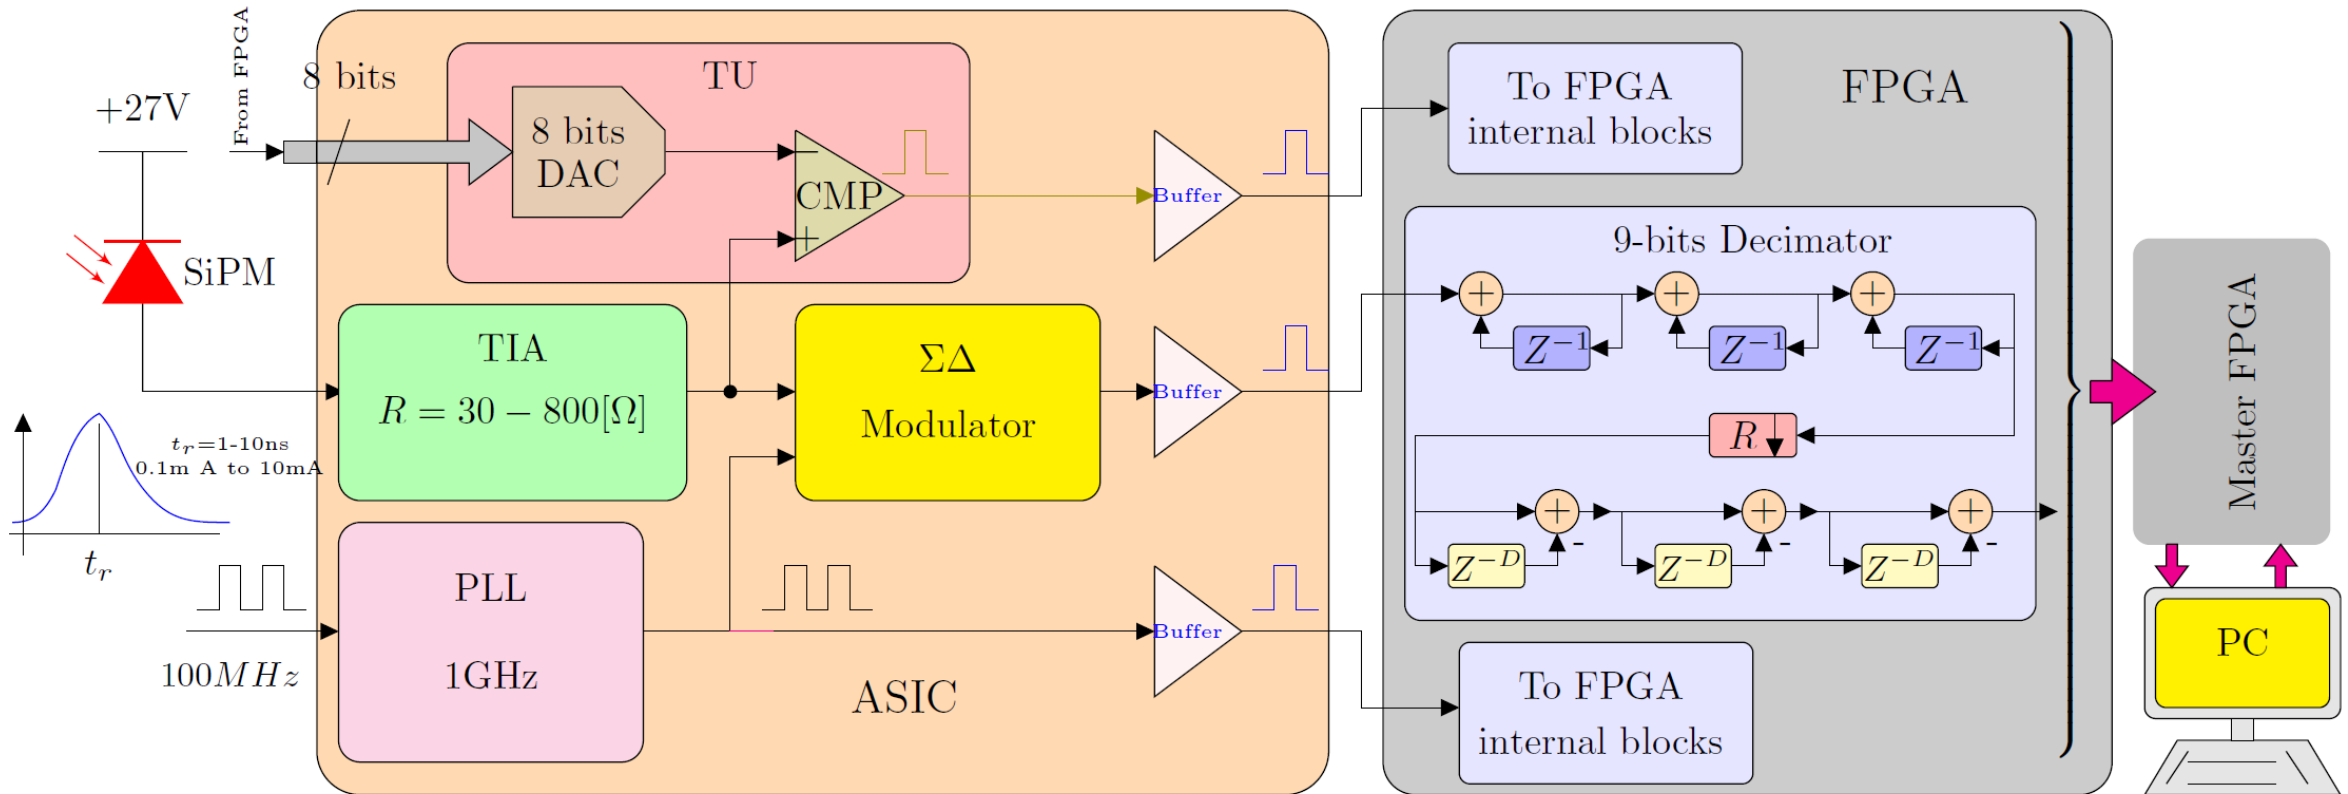 +27V
From FPGA
8 bits
TU
8 bits
DAC
−
CMP
+
SiPM
TIA
R = 30 − 800[Ω]
ΣΔ
Modulator
t_r=1-10ns
0.1m A to 10mA
t_r
100MHz
PLL
1GHz
ASIC
Buffer
Buffer
Buffer
FPGA
To FPGA
internal blocks
9-bits Decimator
+ + +
Z^{-1} Z^{-1} Z^{-1}
R
+ + +
- - -
Z^{-D} Z^{-D} Z^{-D}
To FPGA
internal blocks
Master FPGA
PC